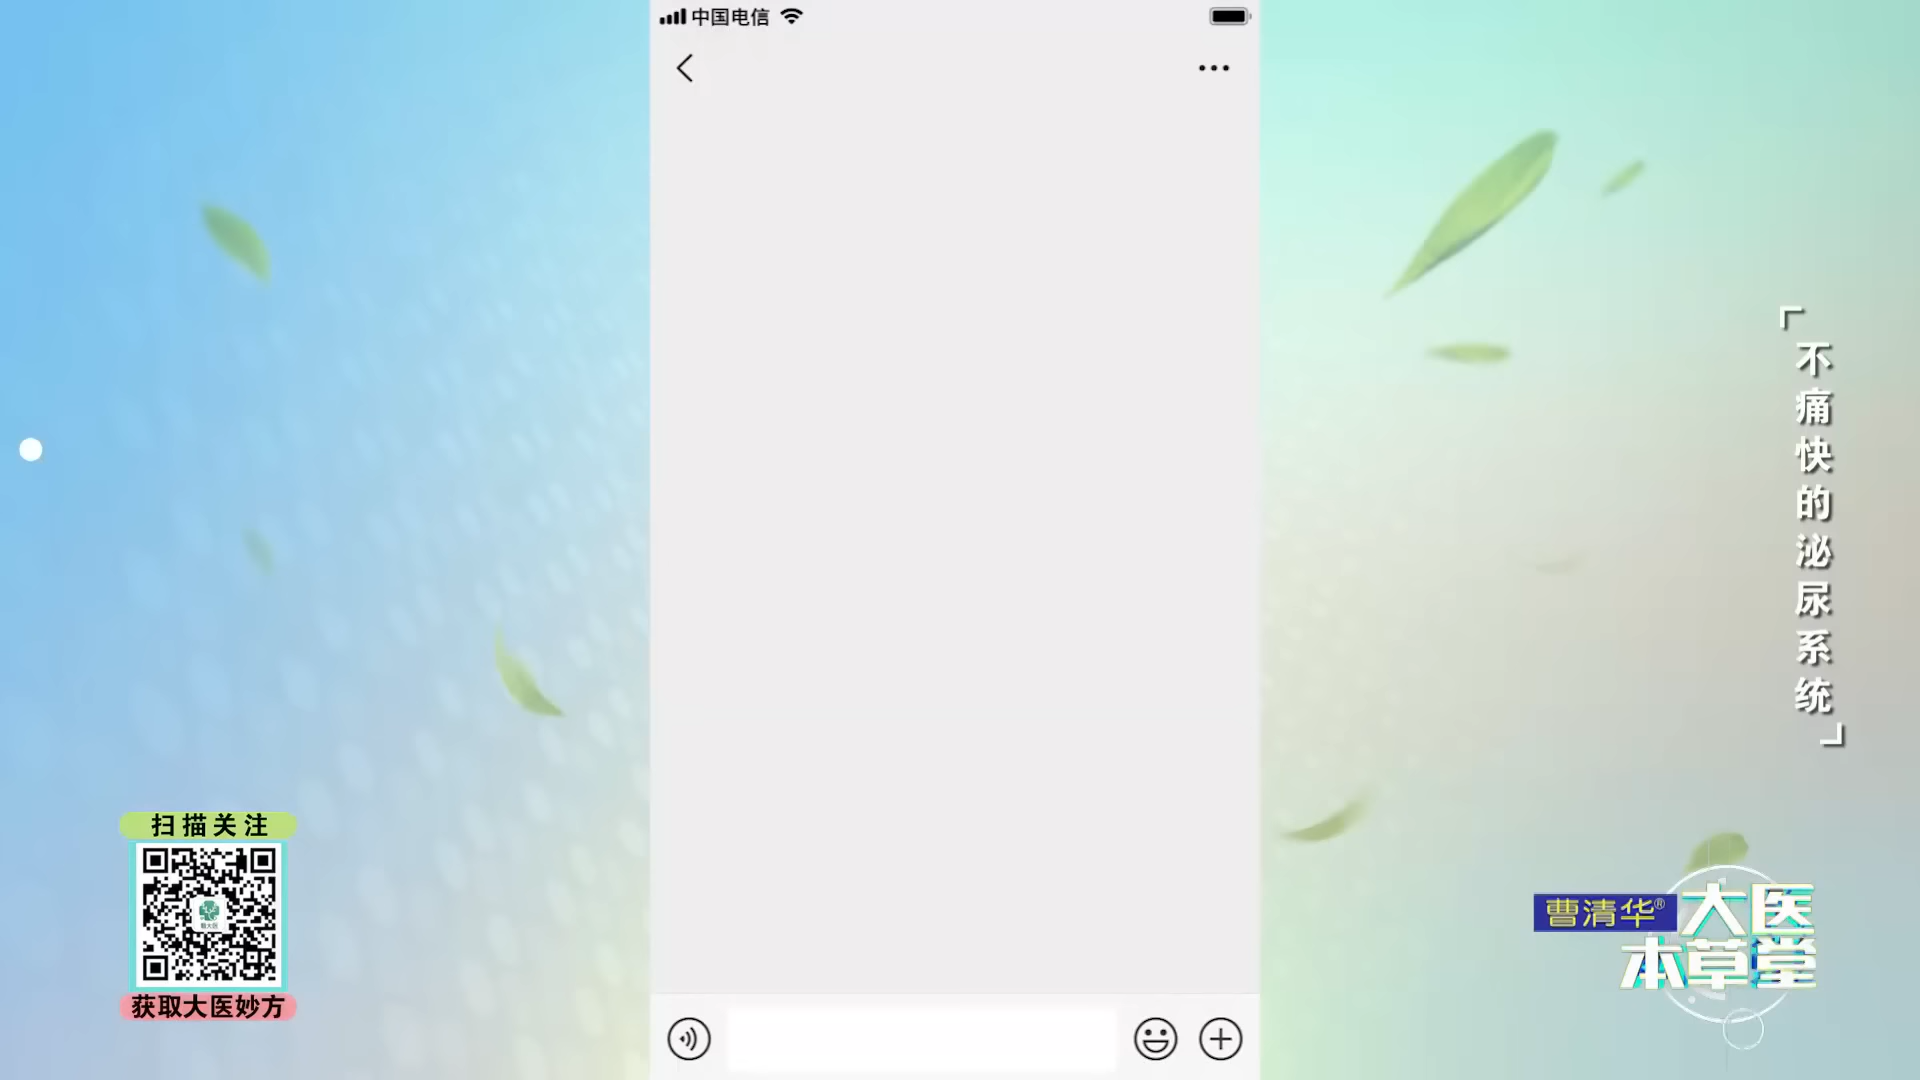 中国电信
「不痛快的泌尿系统」
扫描关注
获取大医妙方
曹清华®
大医
本草堂